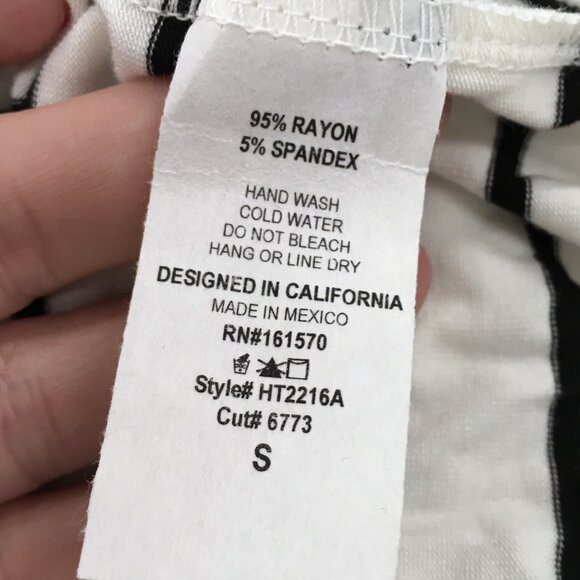 95% RAYON
5% SPANDEX
HAND WASH
COLD WATER
DO NOT BLEACH
HANG OR LINE DRY
DESIGNED IN CALIFORNIA
MADE IN MEXICO
RN#161570
Style# HT2216A
Cut# 6773
S